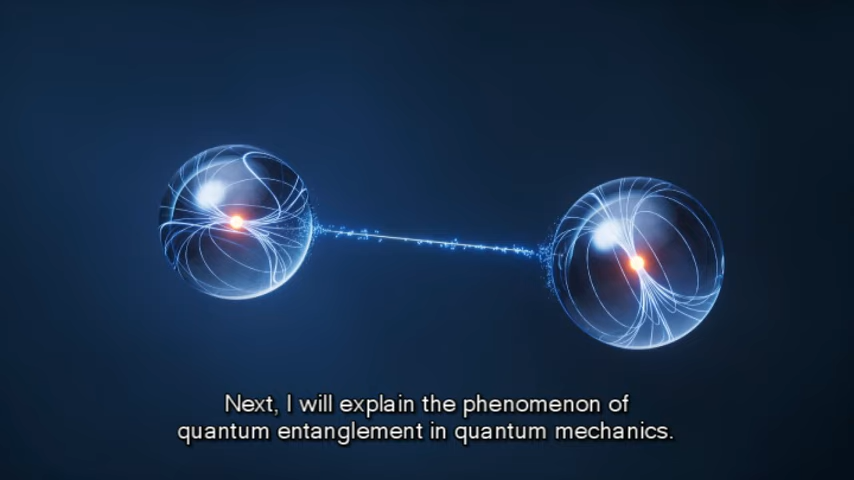 Next, I will explain the phenomenon of
quantum entanglement in quantum mechanics.